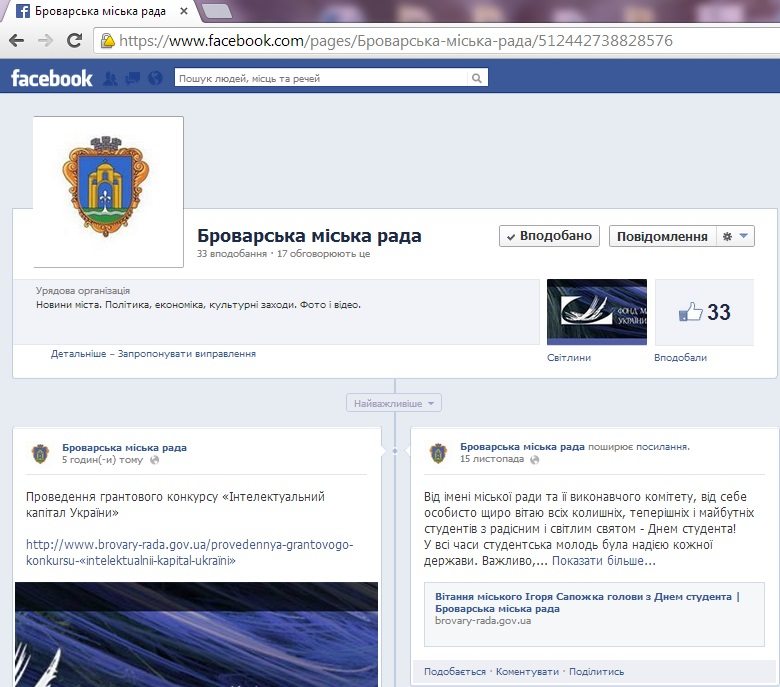 Броварська міська рада
https://www.facebook.com/pages/Броварська-міська-рада/512442738828576
facebook
Пошук людей, місць та речей
Броварська міська рада
33 вподобання · 17 обговорюють це
Вподобано
Повідомлення
Урядова організація
Новини міста. Політика, економіка, культурні заходи. Фото і відео.
Детальніше – Запропонувати виправлення
ФОНД М
УКРАЇНИ
Світлини
33
Вподобали
Найважливіше
Броварська міська рада
5 годин(-и) тому
Проведення грантового конкурсу «Інтелектуальний
капітал України»
http://www.brovary-rada.gov.ua/provedennya-grantovogo-
konkursu-«intelektualnii-kapital-ukraini»
Броварська міська рада поширює посилання.
15 листопада
Від імені міської ради та її виконавчого комітету, від себе
особисто щиро вітаю всіх колишніх, теперішніх і майбутніх
студентів з радісним і світлим святом - Днем студента!
У всі часи студентська молодь була надією кожної
держави. Важливо,... Показати більше...
Вітання міського Ігоря Сапожка голови з Днем студента |
Броварська міська рада
brovary-rada.gov.ua
Подобається · Коментувати · Поділитись